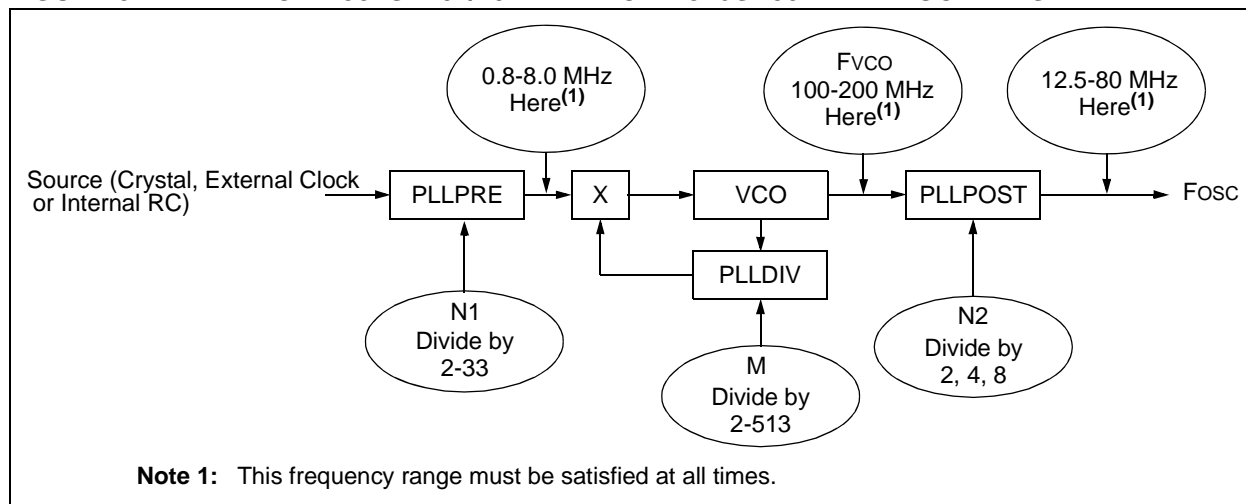 0.8-8.0 MHz
Here(1)
FVCO
100-200 MHz
Here(1)
12.5-80 MHz
Here(1)
Source (Crystal, External Clock
or Internal RC)
PLLPRE
X
VCO
PLLPOST
FOSC
PLLDIV
N1
Divide by
2-33
M
Divide by
2-513
N2
Divide by
2, 4, 8
Note 1: This frequency range must be satisfied at all times.